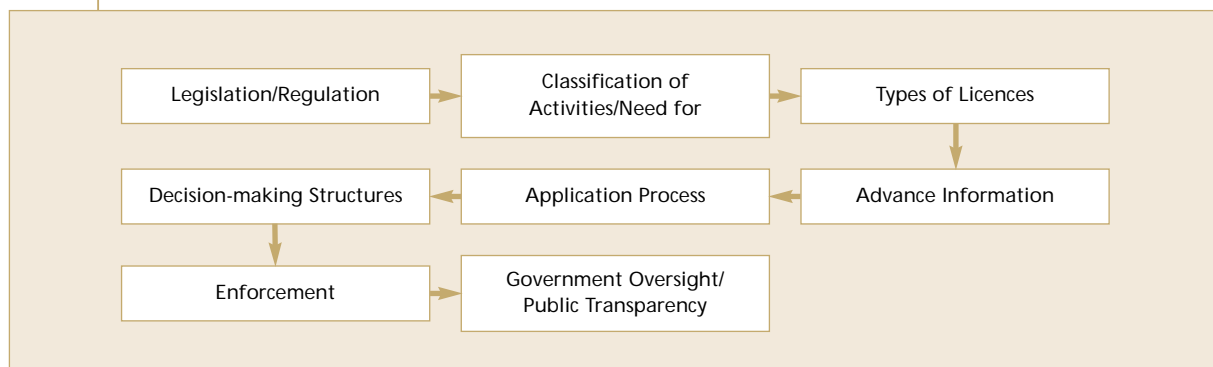 Legislation/Regulation
Classification of
Activities/Need for
Types of Licences
Decision-making Structures
Application Process
Advance Information
Enforcement
Government Oversight/
Public Transparency